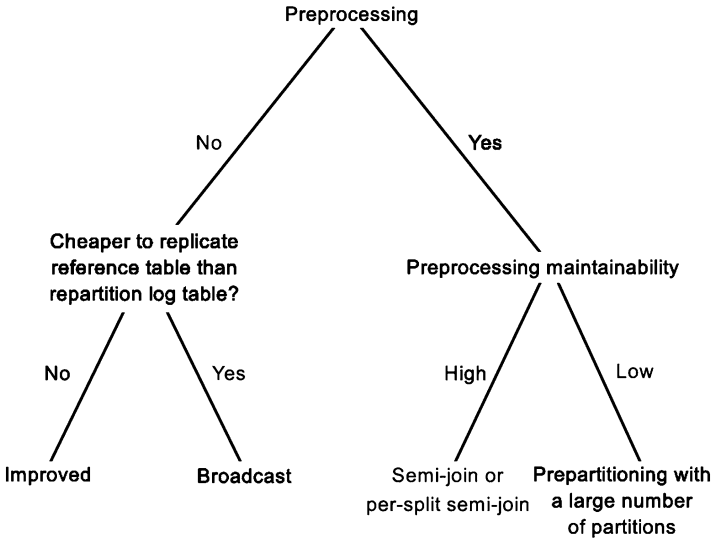 Preprocessing
No
Yes
Cheaper to replicate
reference table than
repartition log table?
Preprocessing maintainability
No
Yes
High
Low
Improved
Broadcast
Semi-join or
per-split semi-join
Prepartitioning with
a large number
of partitions